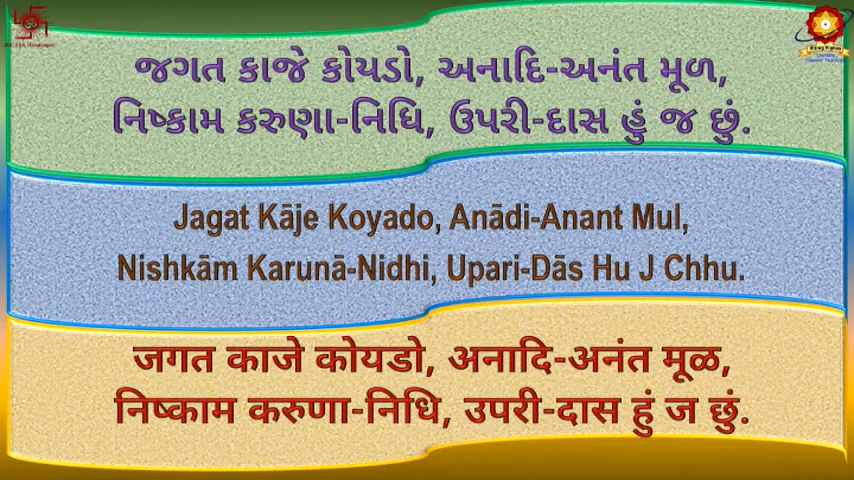 જગત કાજે કોયડો, અનાદિ-અનંત મૂળ,
નિષ્કામ કરુણા-નિધિ, ઉપરી-દાસ હું જ છું.
Jagat Kāje Koyado, Anādi-Anant Mul,
Nishkām Karunā-Nidhi, Upari-Dās Hu J Chhu.
जगत काजे कोयडो, अनादि-अनंत मूळ,
निष्काम करुणा-निधि, उपरी-दास हुं ज छुं.